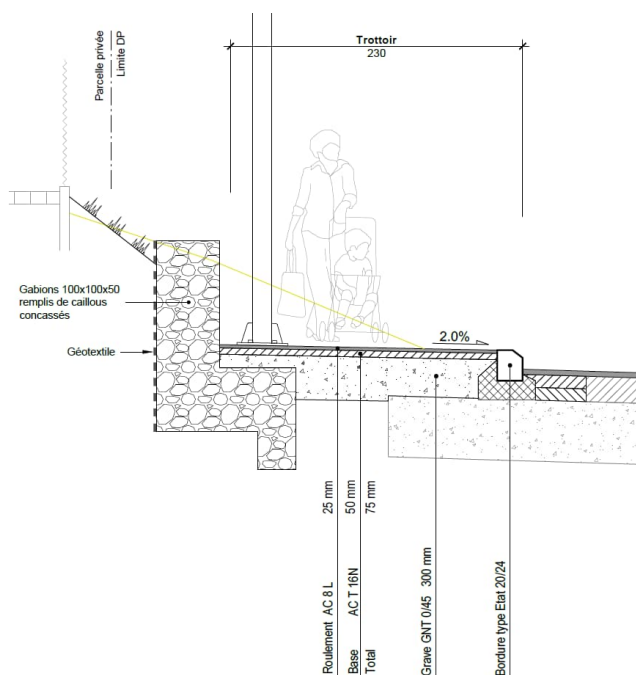 Trottoir
230
Parcelle privée
Limite DP
Gabions 100x100x50
remplis de caillous
concassés
Géotextile
2.0%
Roulement AC 8 L 25 mm
Base AC T 16N 50 mm
Total 75 mm
Grave GNT 0/45 300 mm
Bordure type Etat 20/24